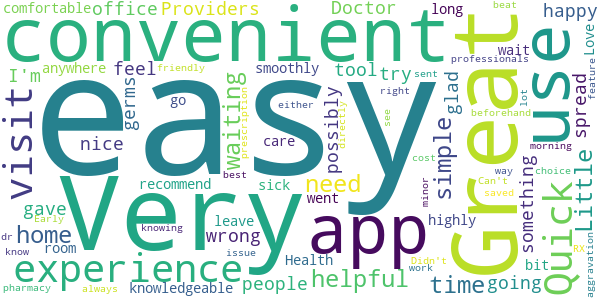 comfortable
office
Providers
Doctor
long
happy
beat
convenient
Great
use
Love
wait
professionals
I'm
anywhere
feel
smoothly
tool
try
sent
glad
feature
friendly
easy
visit
germs
go
either
right
waiting
possibly
simple
spread
few
nice
prescription
care
directly
see
beforehand
lot
cost
morning
Very
best
app
Quick
Little
something
way
Can't
choice
recommend
sick
need
minor
saved
gave
Early
leave
went
highly
home
room
wrong
RX
aggravation
dr
knowing
issue
Health
Didn't
bit
know
experience
people
helpful
time
going
work
pharmacy
always
knowledgeable